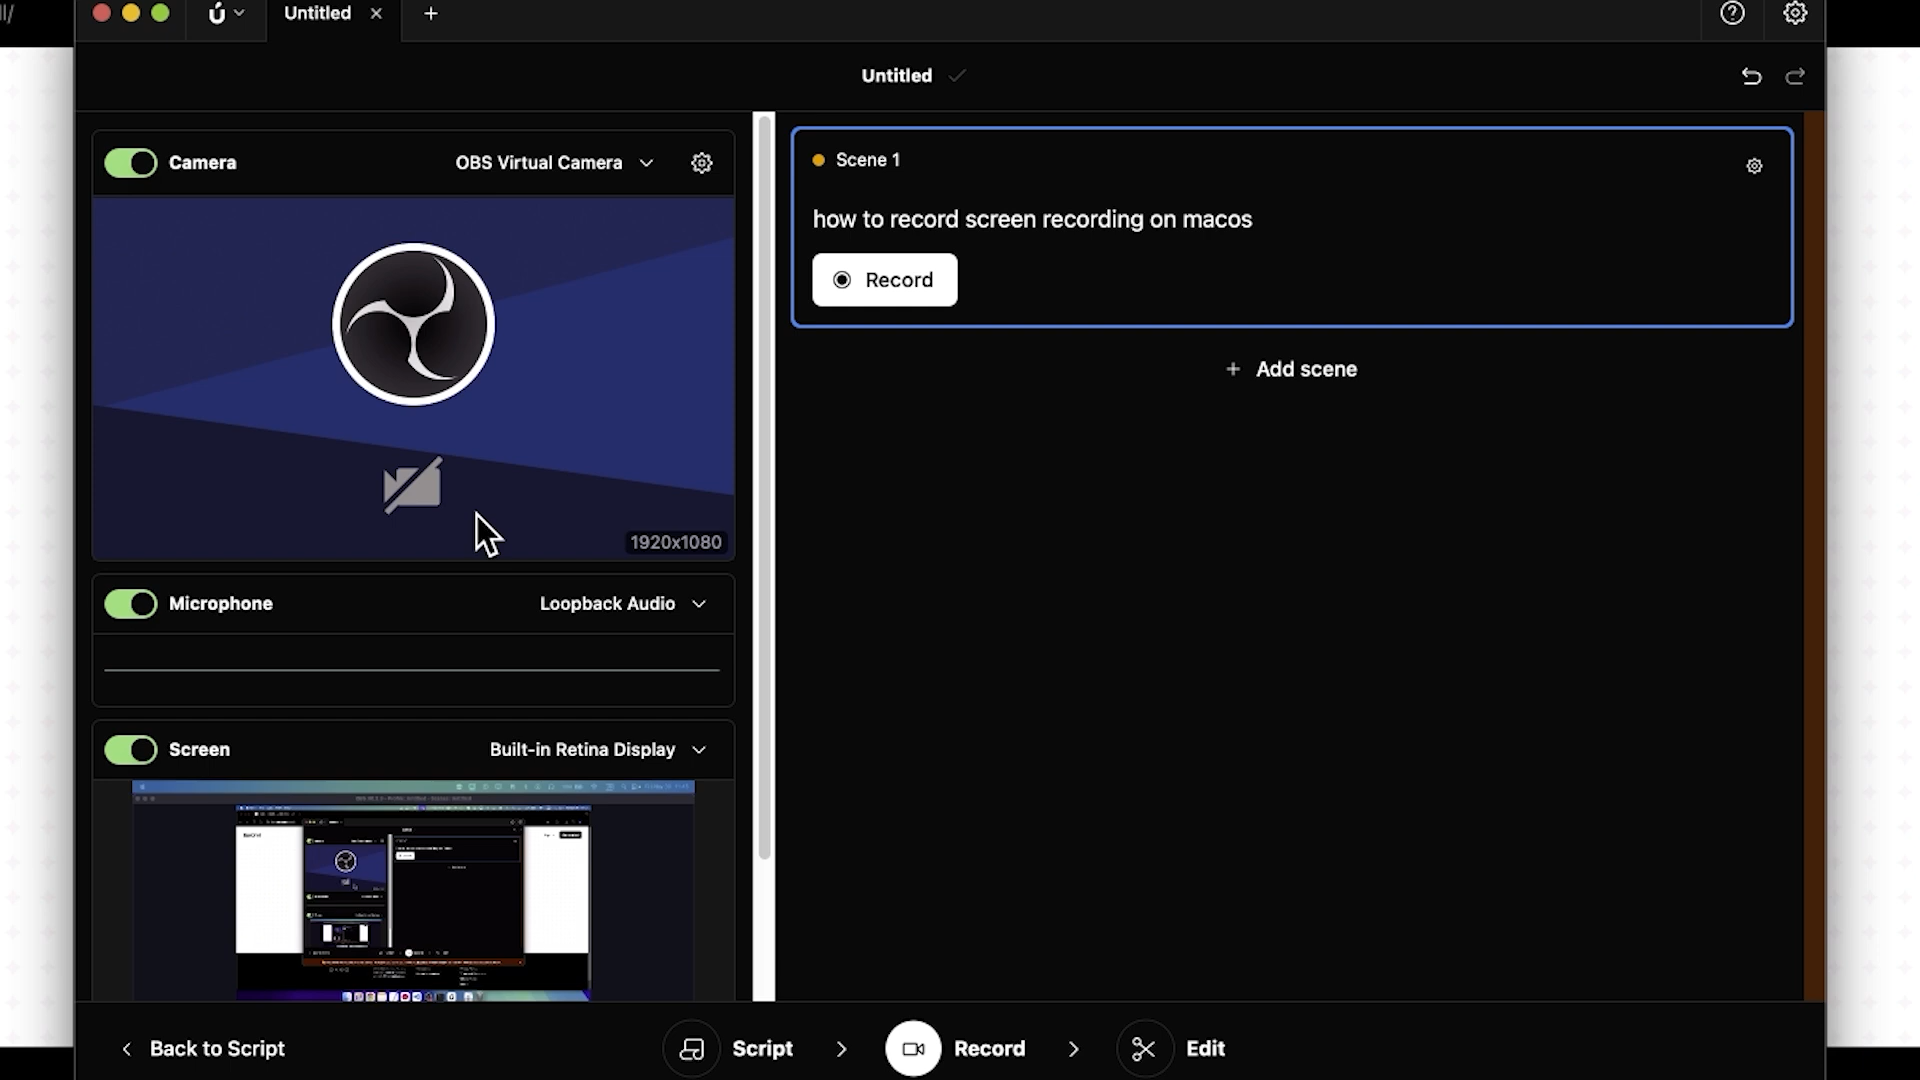 Untitled
Untitled
Camera
OBS Virtual Camera
1920x1080
Microphone
Loopback Audio
Screen
Built-in Retina Display
Scene 1
how to record screen recording on macos
Record
+ Add scene
Back to Script
Script
Record
Edit